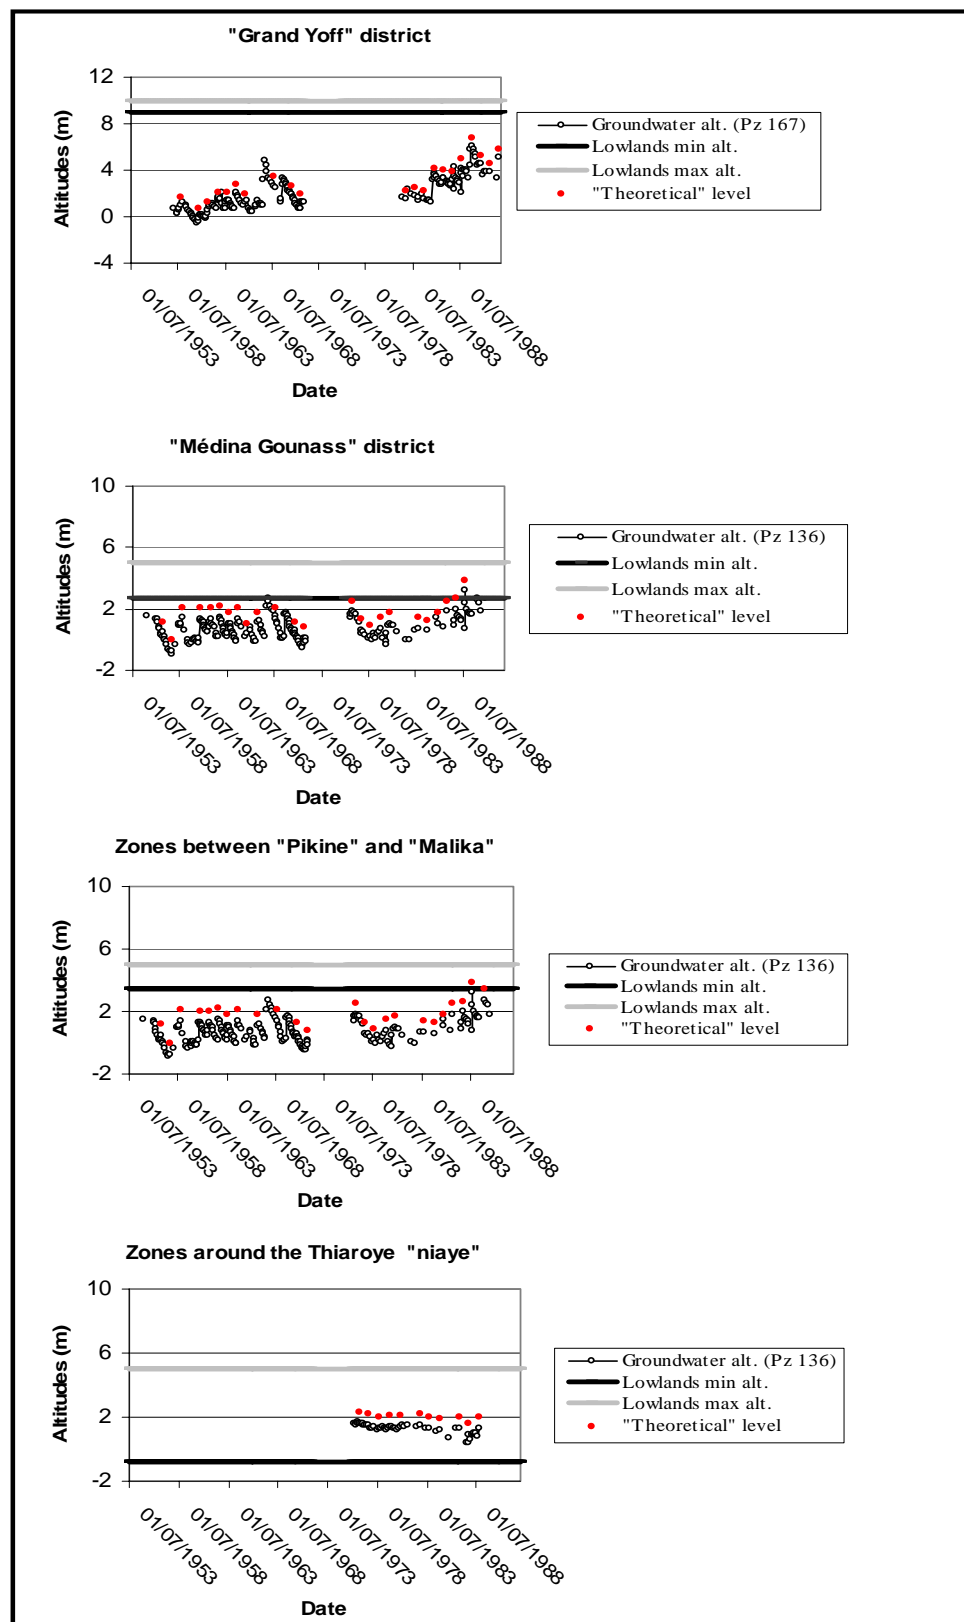 "Grand Yoff" district
12
8
4
0
-4
Altitudes (m)
01/07/1953
01/07/1958
01/07/1963
01/07/1968
01/07/1973
01/07/1978
01/07/1983
01/07/1988
Date
Groundwater alt. (Pz 167)
Lowlands min alt.
Lowlands max alt.
"Theoretical" level
"Médina Gounass" district
10
6
2
-2
Altitudes (m)
01/07/1953
01/07/1958
01/07/1963
01/07/1968
01/07/1973
01/07/1978
01/07/1983
01/07/1988
Date
Groundwater alt. (Pz 136)
Lowlands min alt.
Lowlands max alt.
"Theoretical" level
Zones between "Pikine" and "Malika"
10
6
2
-2
Altitudes (m)
01/07/1953
01/07/1958
01/07/1963
01/07/1968
01/07/1973
01/07/1978
01/07/1983
01/07/1988
Date
Groundwater alt. (Pz 136)
Lowlands min alt.
Lowlands max alt.
"Theoretical" level
Zones around the Thiaroye "niaye"
10
6
2
-2
Altitudes (m)
01/07/1953
01/07/1958
01/07/1963
01/07/1968
01/07/1973
01/07/1978
01/07/1983
01/07/1988
Date
Groundwater alt. (Pz 136)
Lowlands min alt.
Lowlands max alt.
"Theoretical" level